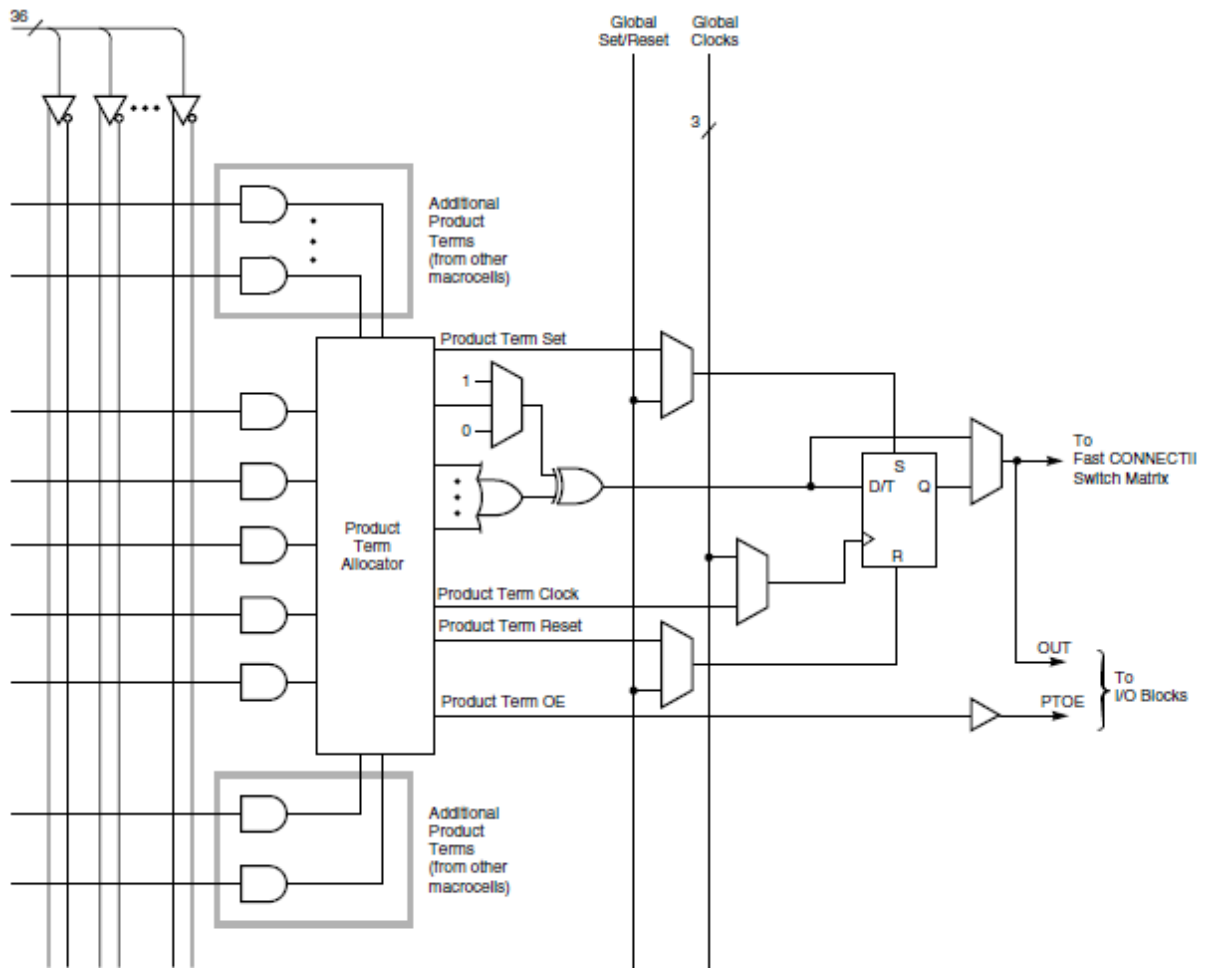 36
Global
Set/Reset
Global
Clocks
3
Additional
Product
Terms
(from other
macrocells)
Product Term Set
1
0
Product
Term
Allocator
S
D/T
Q
R
To
Fast CONNECTII
Switch Matrix
Product Term Clock
Product Term Reset
OUT
Product Term OE
PTOE
To
I/O Blocks
Additional
Product
Terms
(from other
macrocells)